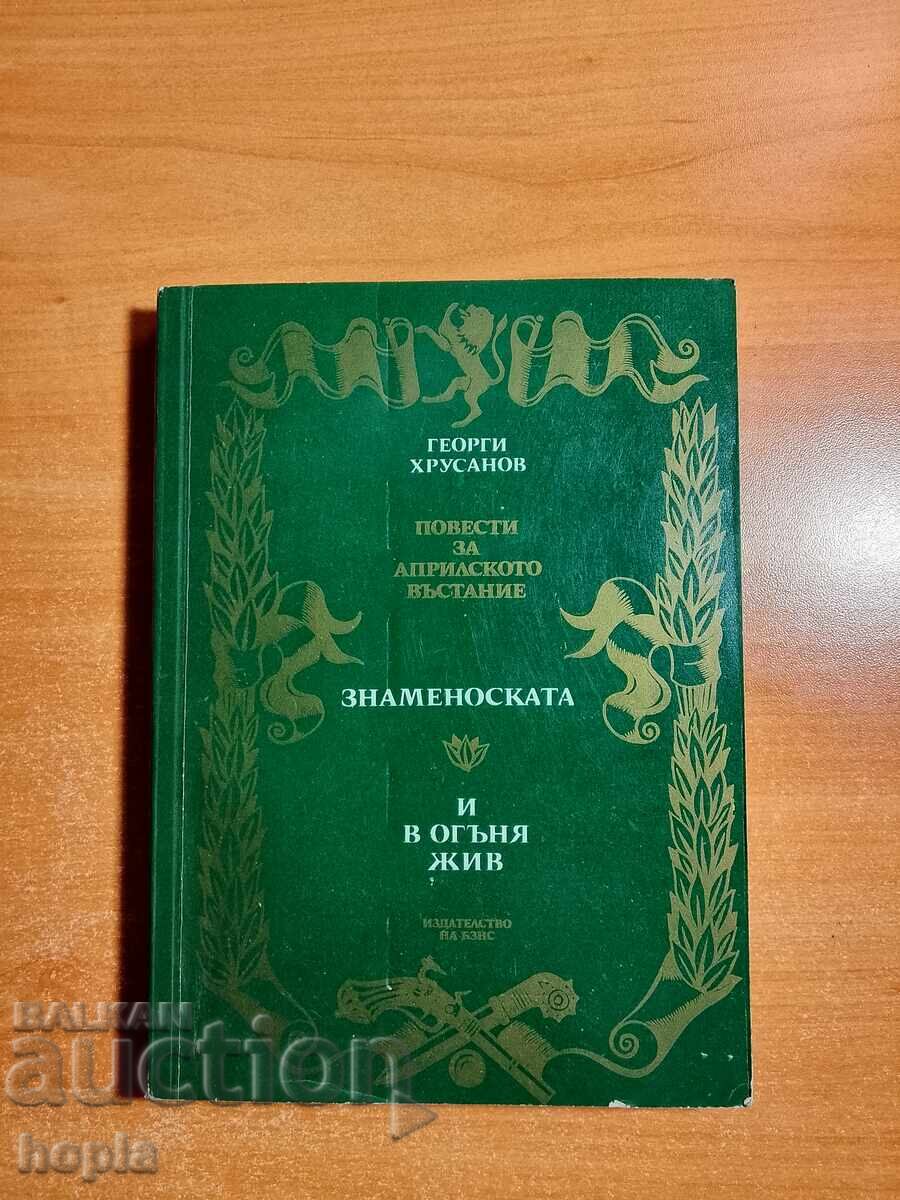 ГЕОРГИ
ХРУСАНОВ
ПОВЕСТИ
ЗА
АПРИЛСКОТО
ВЪСТАНИЕ
ЗНАМЕНОСКАТА
И
В ОГЪНЯ
ЖИВ
ИЗДАТЕЛСТВО
НА БЗНС
BALKAN
auction
hopla